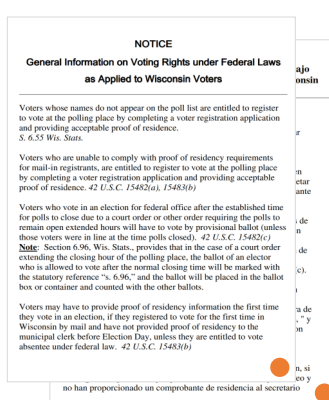 NOTICE
General Information on Voting Rights under Federal Laws
as Applied to Wisconsin Voters
Voters whose names do not appear on the poll list are entitled to register
to vote at the polling place by completing a voter registration application
and providing acceptable proof of residence.
S. 6.55 Wis. Stats.
Voters who are unable to comply with proof of residency requirements
for mail-in registrants, are entitled to register to vote at the polling place
by completing a voter registration application and providing acceptable
proof of residence. 42 U.S.C. 15482(a), 15483(b)
Voters who vote in an election for federal office after the established time
for polls to close due to a court order or other order requiring the polls to
remain open extended hours will have to vote by provisional ballot (unless
those voters were in line at the time polls closed). 42 U.S.C. 15482(c)
Note: Section 6.96, Wis. Stats., provides that in the case of a court order
extending the closing hour of the polling place, the ballot of an elector
who is allowed to vote after the normal closing time will be marked with
the statutory reference “s. 6.96,” and the ballot will be placed in the ballot
box or container and counted with the other ballots.
Voters may have to provide proof of residency information the first time
they vote in an election, if they registered to vote for the first time in
Wisconsin by mail and have not provided proof of residency to the
municipal clerk before Election Day, unless they are entitled to vote
absentee under federal law. 42 U.S.C. 15483(b)
ajo
onsin
etar
ante
de
de
(c).
ra de
," y
n, si
eo y
no han proporcionado un comprobante de residencia al secretario